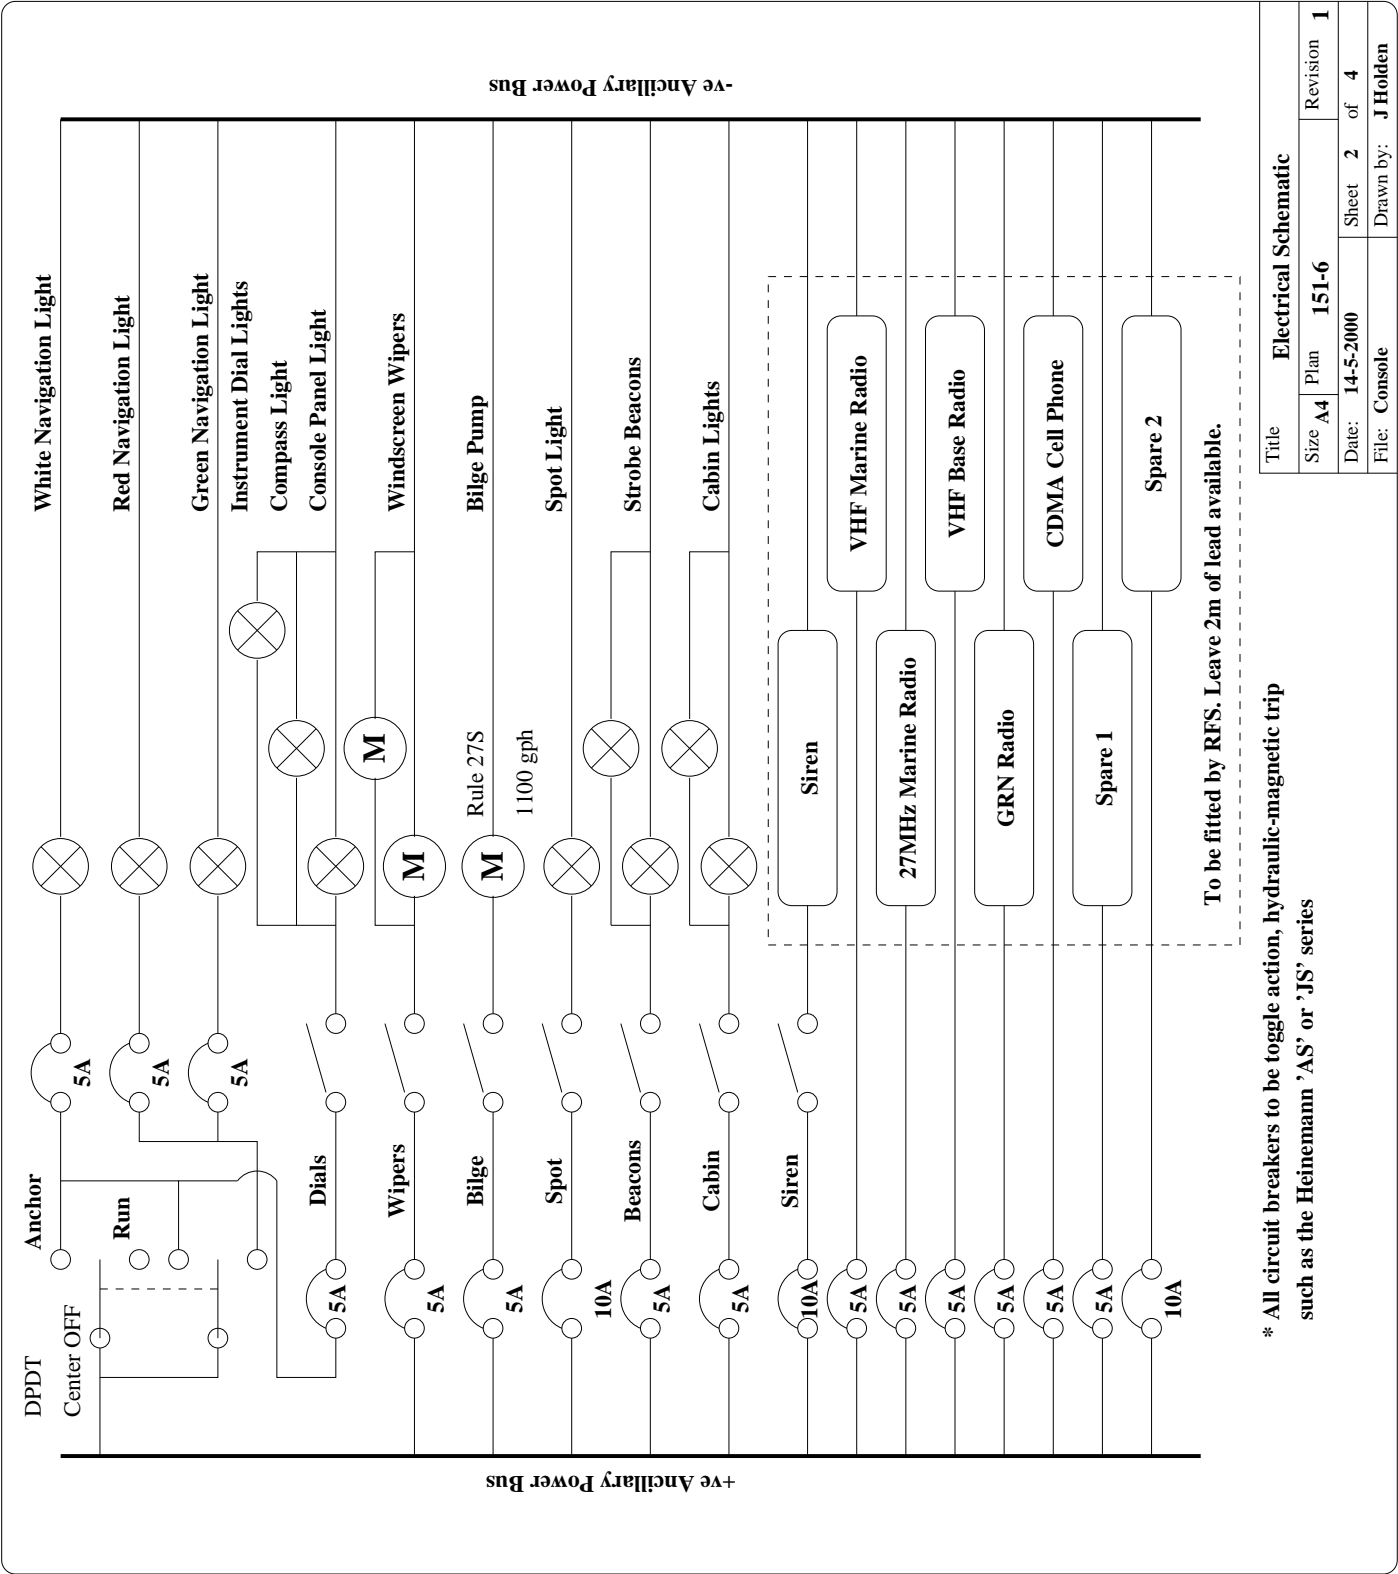 DPDT
Center OFF
Anchor
Run
5A
5A
5A
White Navigation Light
Red Navigation Light
Green Navigation Light
Instrument Dial Lights
Compass Light
Console Panel Light
5A
Dials
5A
Wipers
M
M
Windscreen Wipers
5A
Bilge
M
Rule 27S
1100 gph
Bilge Pump
10A
Spot
Spot Light
5A
Beacons
Strobe Beacons
5A
Cabin
Cabin Lights
10A
Siren
Siren
5A
VHF Marine Radio
5A
27MHz Marine Radio
5A
VHF Base Radio
5A
GRN Radio
5A
CDMA Cell Phone
5A
Spare 1
10A
Spare 2
To be fitted by RFS. Leave 2m of lead available.
+ve Ancillary Power Bus
-ve Ancillary Power Bus
* All circuit breakers to be toggle action, hydraulic-magnetic trip
such as the Heinemann 'AS' or 'JS' series
Title Electrical Schematic
Size A4 Plan 151-6 Revision 1
Date: 14-5-2000 Sheet 2 of 4
File: Console Drawn by: J Holden